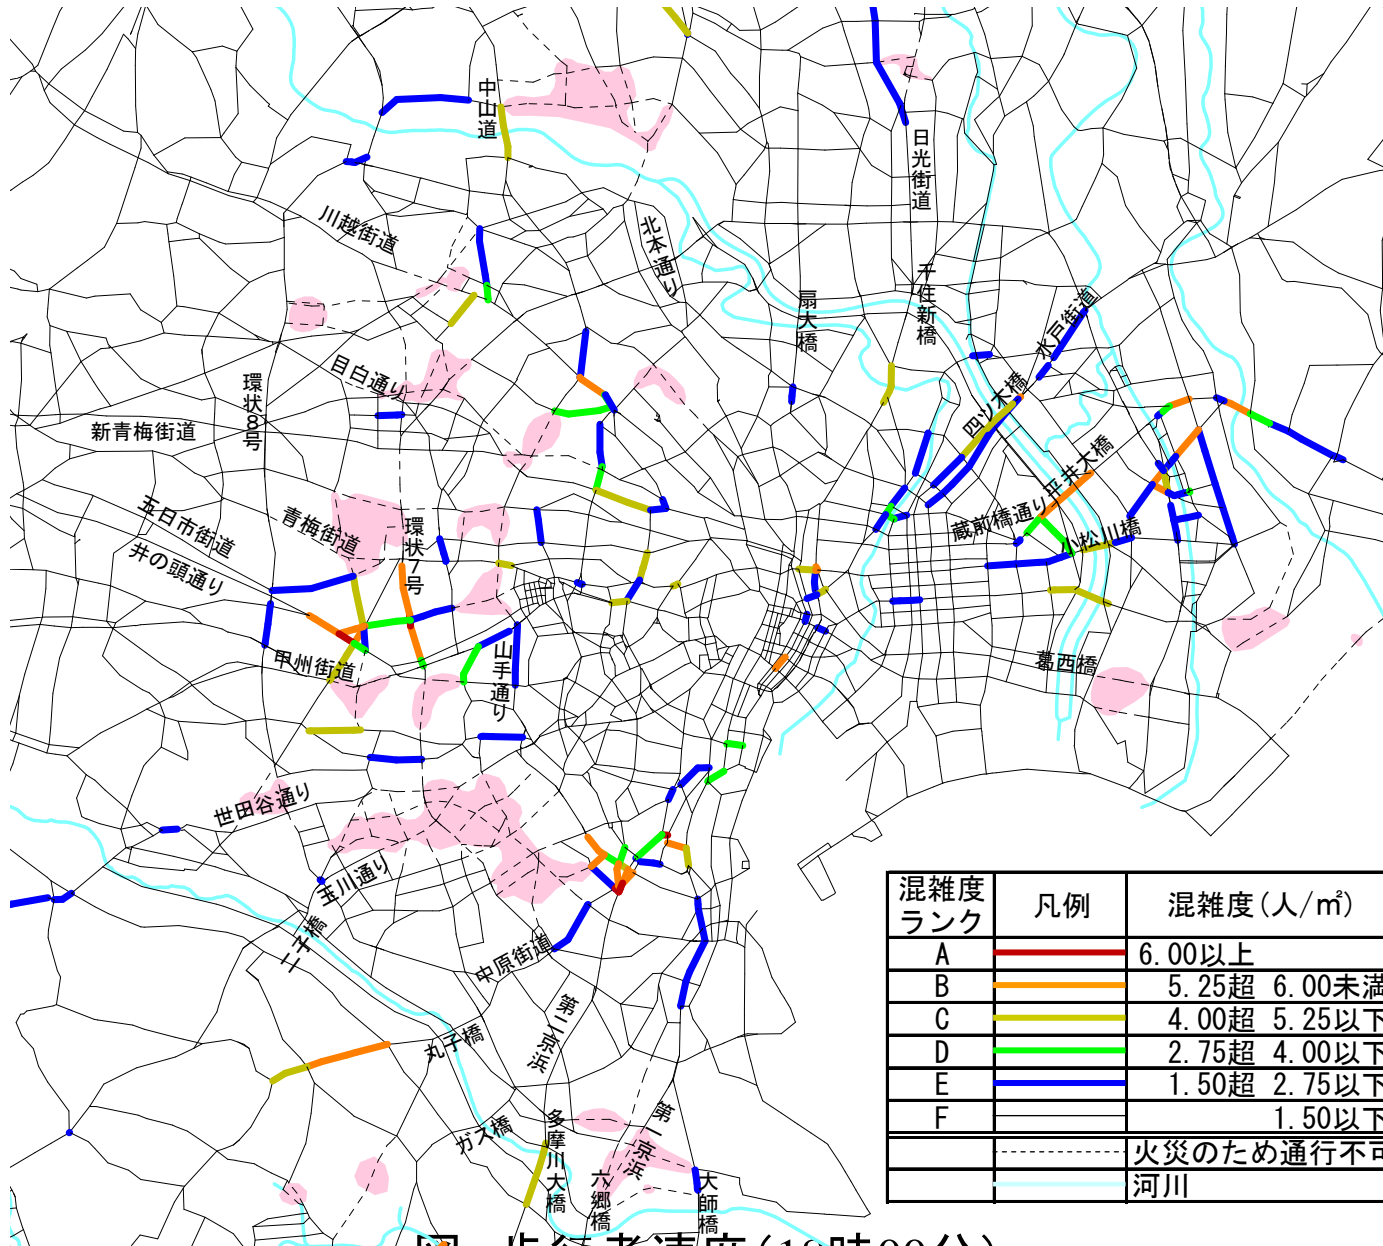 中山道
日光街道
川越街道
北本通り
千住新橋
扇大橋
水戸街道
目白通り
環状8号
四ツ木橋
新青梅街道
平井大橋
五日市街道
青梅街道
環状7号
蔵前橋通り
小松川橋
井の頭通り
甲州街道
山手通り
葛西橋
世田谷通り
玉川通り
二子橋
中原街道
第二京浜
丸子橋
ガス橋
多摩川大橋
第一京浜
六郷橋
大師橋
混雑度ランク 凡例 混雑度(人/㎡)
A 6.00以上
B 5.25超 6.00未満
C 4.00超 5.25以下
D 2.75超 4.00以下
E 1.50超 2.75以下
F 1.50以下
火災のため通行不可
河川